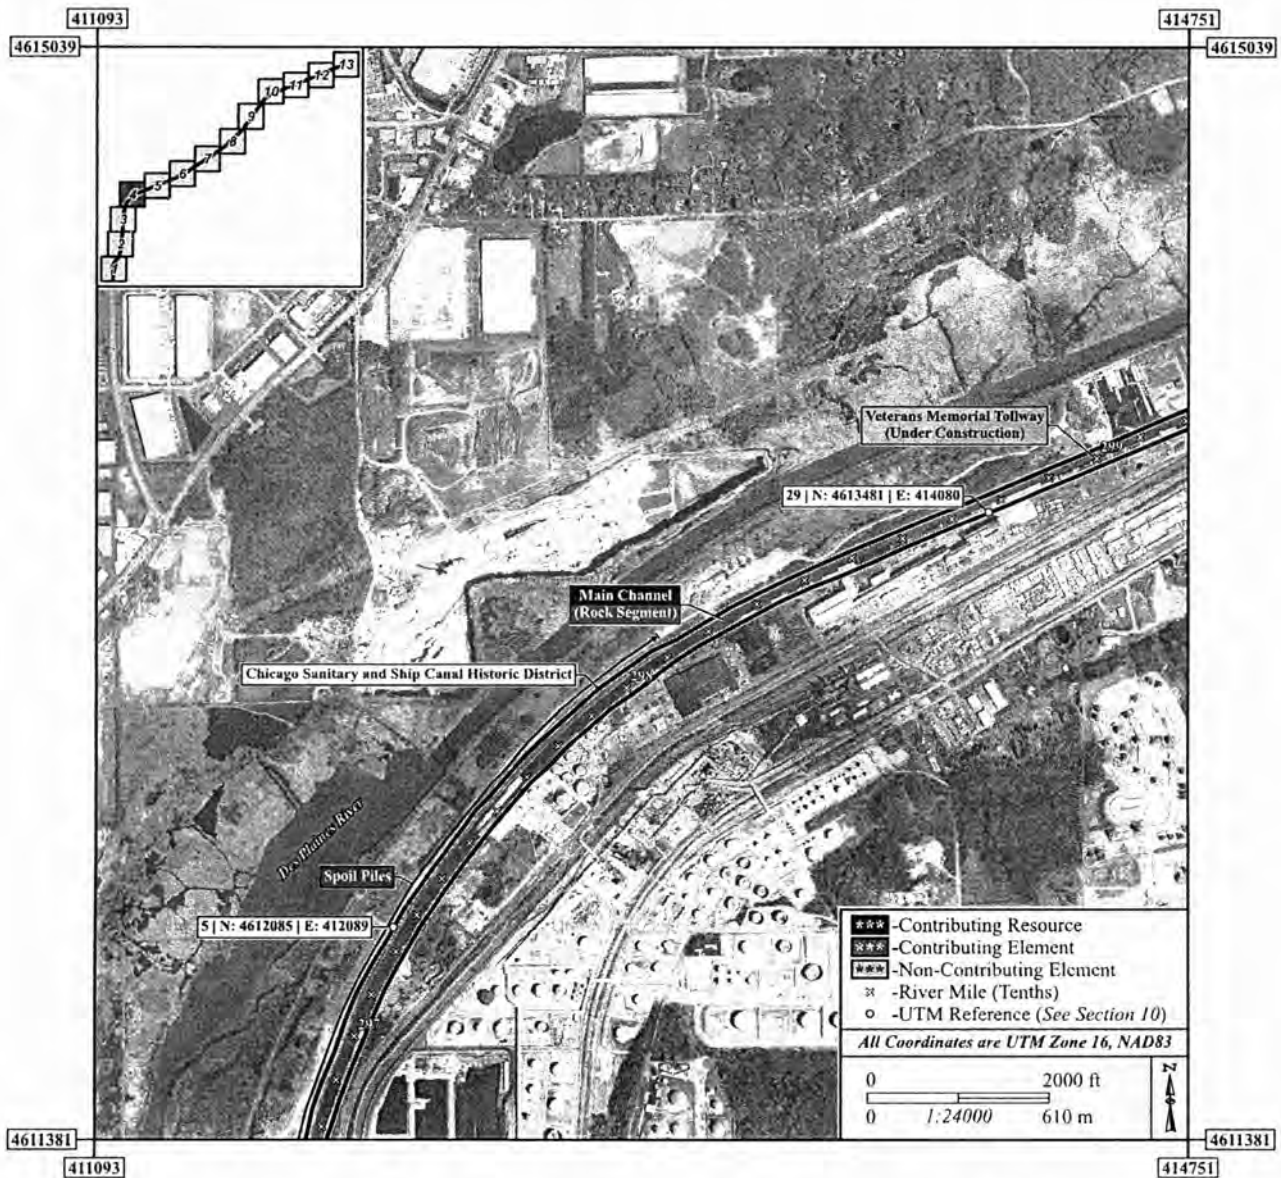 411093
414751
4615039
4615039
13
12
11
10
9
8
7
6
5
4
3
2
1
Veterans Memorial Tollway
(Under Construction)
299
29 | N: 4613481 | E: 414080
Main Channel
(Rock Segment)
298
Chicago Sanitary and Ship Canal Historic District
Des Plaines River
Spoil Piles
5 | N: 4612085 | E: 412089
297
*** -Contributing Resource
*** -Contributing Element
*** -Non-Contributing Element
× -River Mile (Tenths)
o -UTM Reference (See Section 10)
All Coordinates are UTM Zone 16, NAD83
0 2000 ft
0 1:24000 610 m
N
4611381
4611381
411093
414751